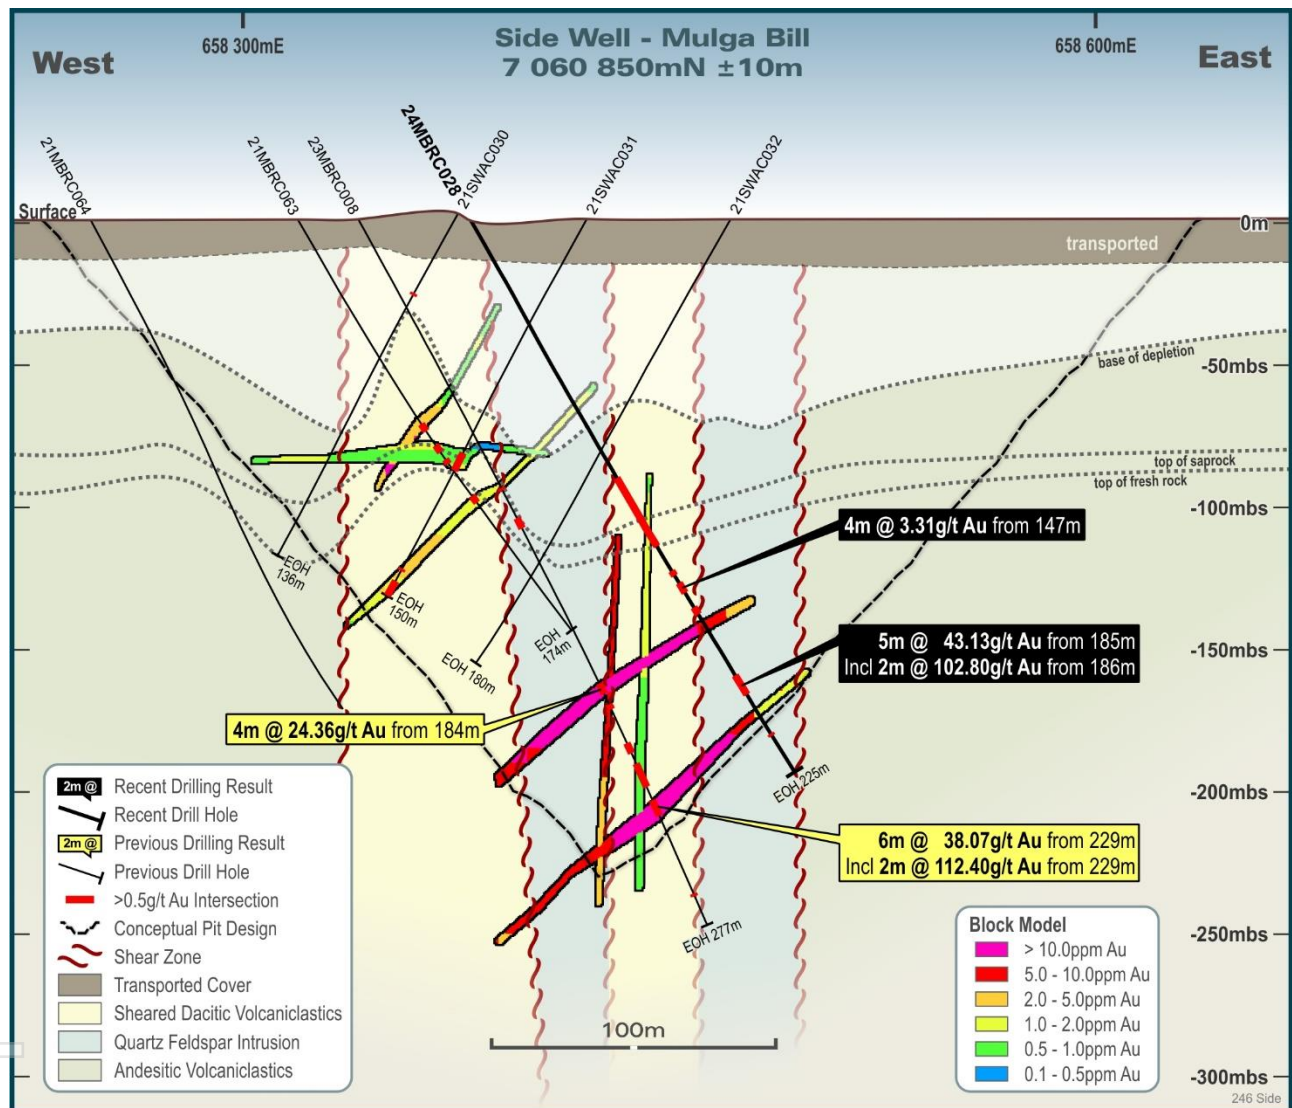 Side Well - Mulga Bill
7 060 850mN ±10m
West
658 300mE
658 600mE
East
21MBRC064
21MBRC063
23MBRC008
24MBRC028
21SWAC030
21SWAC031
21SWAC032
Surface
0m
transported
base of depletion
-50mbs
top of saprock
top of fresh rock
-100mbs
4m @ 3.31g/t Au from 147m
EOH
136m
EOH
150m
EOH
174m
EOH 180m
5m @ 43.13g/t Au from 185m
Incl 2m @ 102.80g/t Au from 186m
-150mbs
4m @ 24.36g/t Au from 184m
EOH 225m
-200mbs
6m @ 38.07g/t Au from 229m
Incl 2m @ 112.40g/t Au from 229m
EOH 277m
-250mbs
2m @ Recent Drilling Result
Recent Drill Hole
2m @ Previous Drilling Result
Previous Drill Hole
>0.5g/t Au Intersection
Conceptual Pit Design
Shear Zone
Transported Cover
Sheared Dacitic Volcaniclastics
Quartz Feldspar Intrusion
Andesitic Volcaniclastics
100m
Block Model
> 10.0ppm Au
5.0 - 10.0ppm Au
2.0 - 5.0ppm Au
1.0 - 2.0ppm Au
0.5 - 1.0ppm Au
0.1 - 0.5ppm Au
-300mbs
246 Side